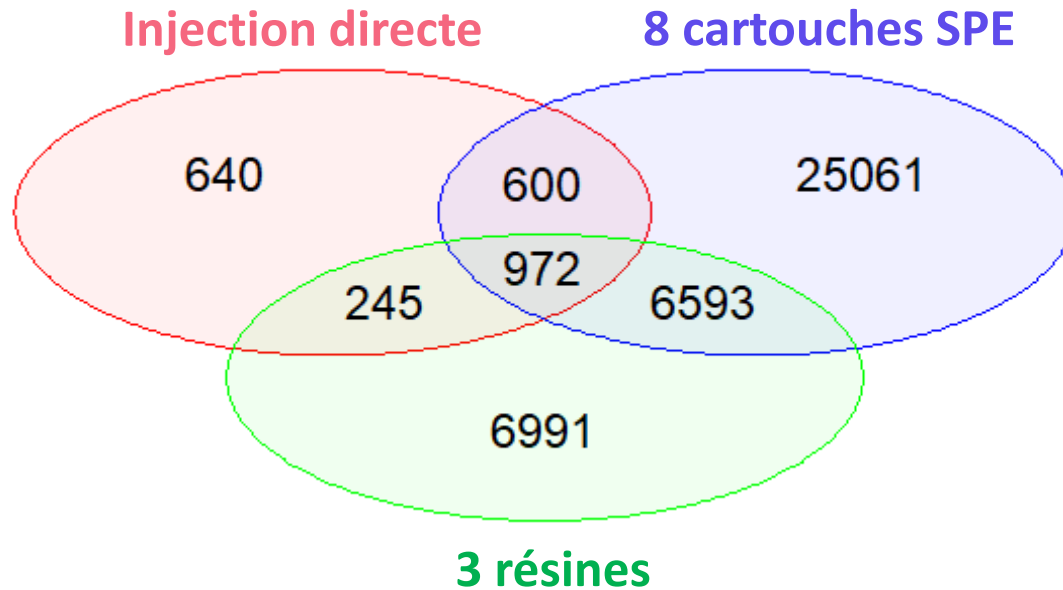 Injection directe 8 cartouches SPE
640 600 25061
972
245 6593
6991
3 résines